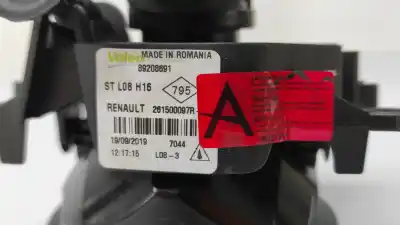 Valeo MADE IN ROMANIA
89208691
ST L08 H16
795
RENAULT 261500097R
19/09/2019 7044
12:17:15 L08-3
A